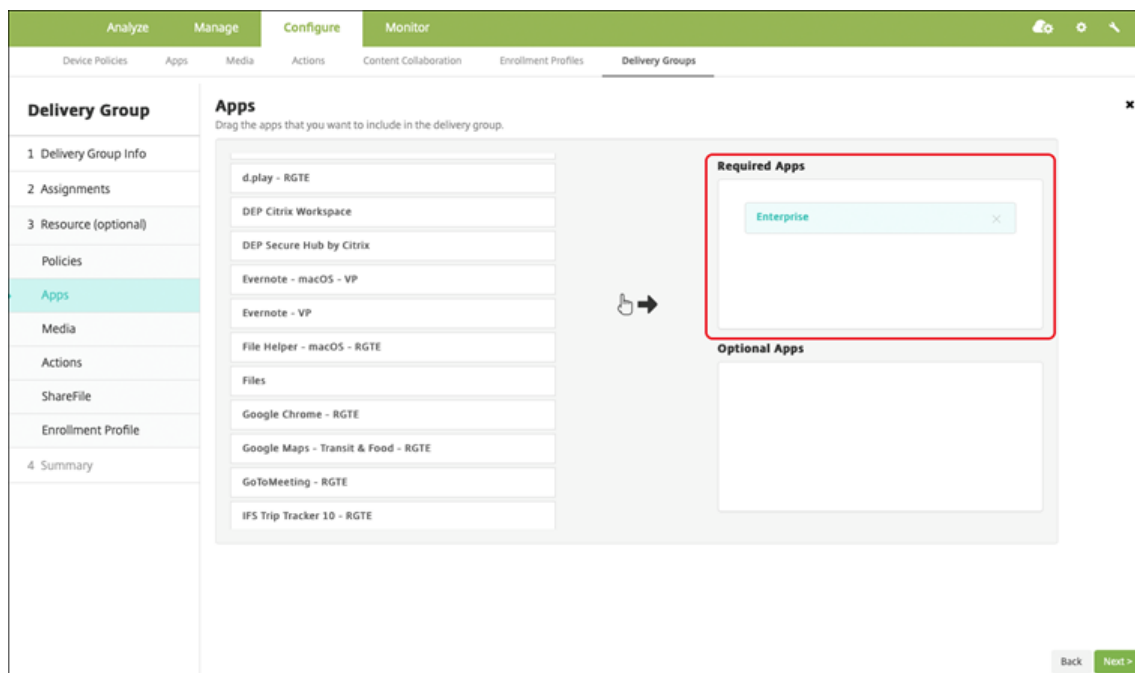 Analyze Manage Configure Monitor
Device Policies Apps Media Actions Content Collaboration Enrollment Profiles Delivery Groups
Delivery Group
1 Delivery Group Info
2 Assignments
3 Resource (optional)
Policies
Apps
Media
Actions
ShareFile
Enrollment Profile
4 Summary
Apps
Drag the apps that you want to include in the delivery group.
d.play - RGTE
DEP Citrix Workspace
DEP Secure Hub by Citrix
Evernote - macOS - VP
Evernote - VP
File Helper - macOS - RGTE
Files
Google Chrome - RGTE
Google Maps - Transit & Food - RGTE
GoToMeeting - RGTE
IFS Trip Tracker 10 - RGTE
Required Apps
Enterprise
Optional Apps
Back Next >